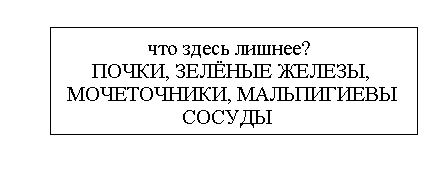 что здесь лишнее?
ПОЧКИ, ЗЕЛЁНЫЕ ЖЕЛЕЗЫ,
МОЧЕТОЧНИКИ, МАЛЬПИГИЕВЫ
СОСУДЫ